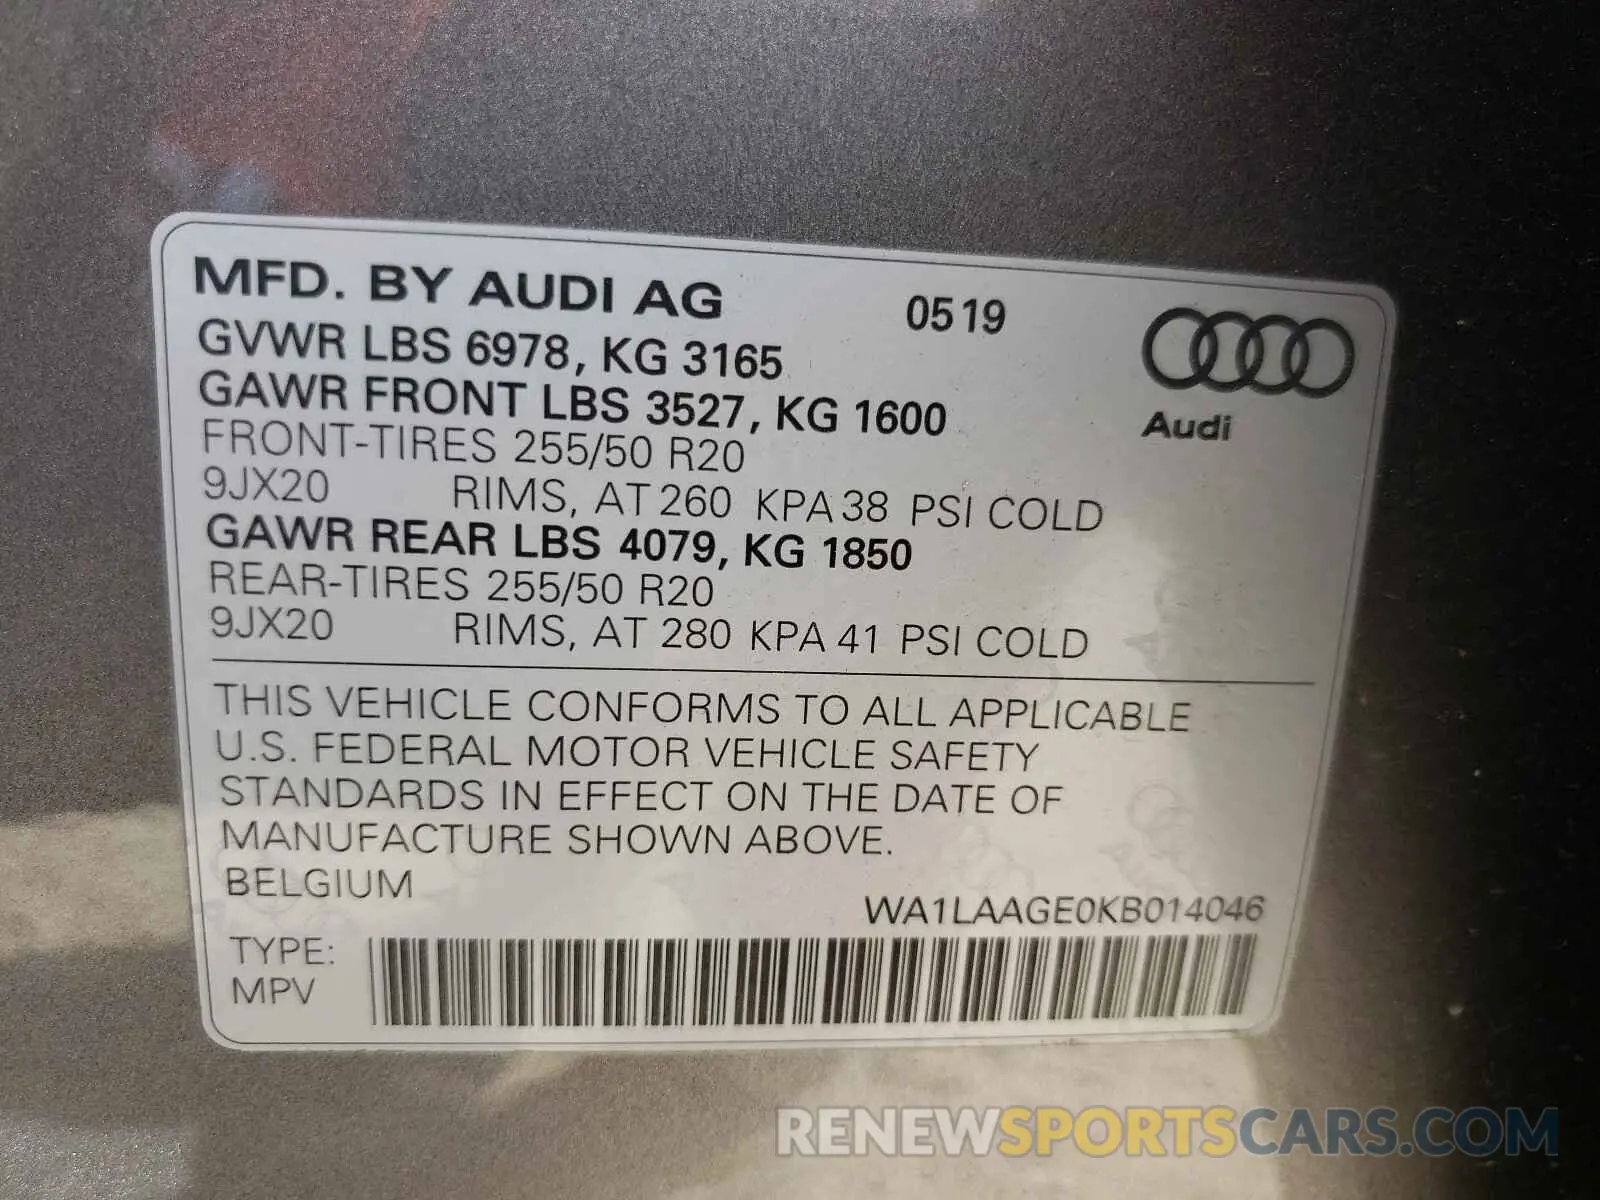 MFD. BY AUDI AG 0519
GVWR LBS 6978, KG 3165
GAWR FRONT LBS 3527, KG 1600
Audi
FRONT-TIRES 255/50 R20
9JX20 RIMS, AT 260 KPA 38 PSI COLD
GAWR REAR LBS 4079, KG 1850
REAR-TIRES 255/50 R20
9JX20 RIMS, AT 280 KPA 41 PSI COLD
THIS VEHICLE CONFORMS TO ALL APPLICABLE
U.S. FEDERAL MOTOR VEHICLE SAFETY
STANDARDS IN EFFECT ON THE DATE OF
MANUFACTURE SHOWN ABOVE.
BELGIUM
WA1LAAGE0KB014046
TYPE:
MPV
RENEWSPORTSCARS.COM